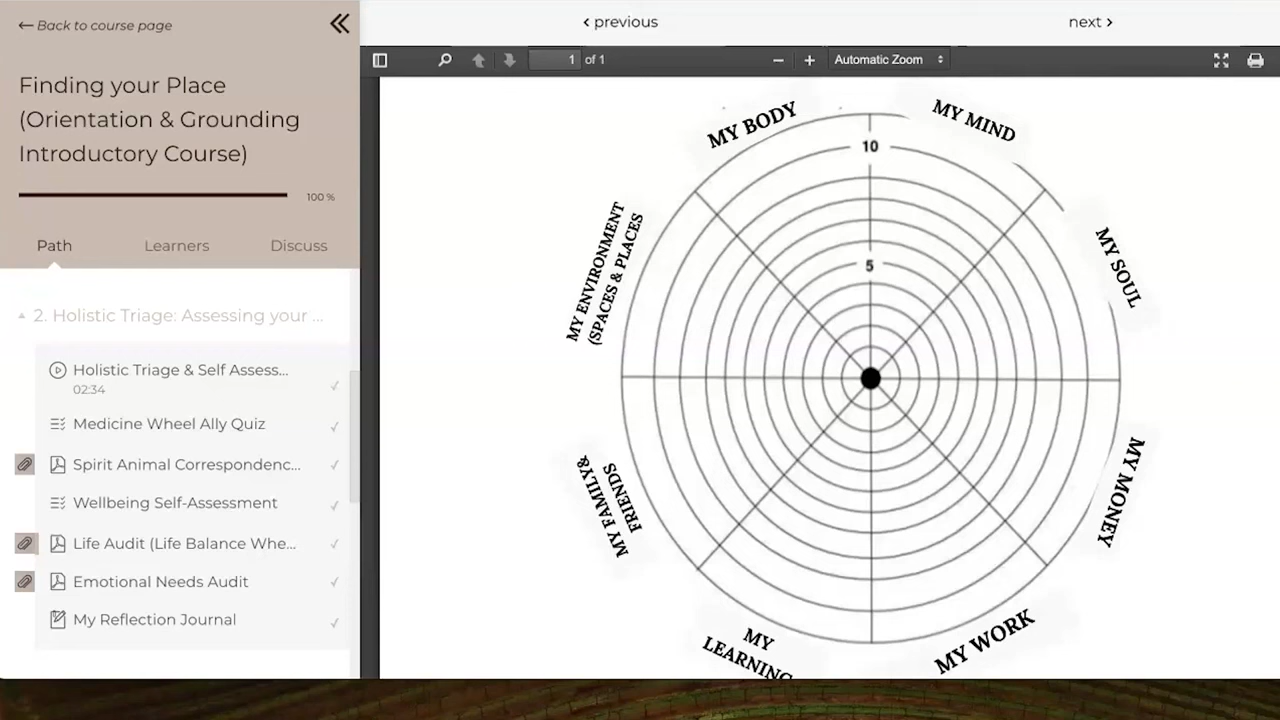 ← Back to course page
Finding your Place
(Orientation & Grounding
Introductory Course)
100 %
Path
Learners
Discuss
2. Holistic Triage: Assessing your ...
Holistic Triage & Self Assess...
02:34
Medicine Wheel Ally Quiz
Spirit Animal Correspondenc...
Wellbeing Self-Assessment
Life Audit (Life Balance Whe...
Emotional Needs Audit
My Reflection Journal
‹ previous
next ›
1 of 1
Automatic Zoom
MY BODY
MY MIND
10
MY ENVIRONMENT
(SPACES & PLACES
MY SOUL
5
MY FAMILY&
FRIENDS
MY MONEY
MY
LEARNING
MY WORK